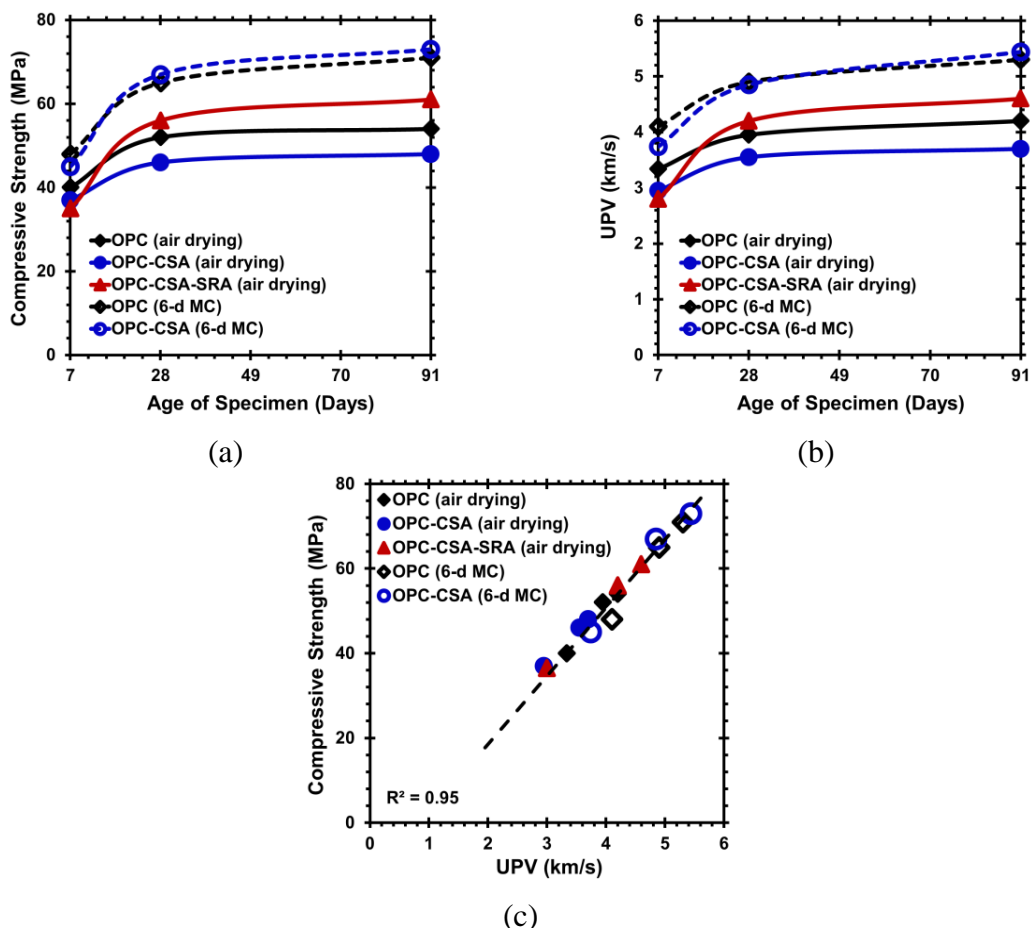 80
60
40
20
0
Compressive Strength (MPa)
OPC (air drying)
OPC-CSA (air drying)
OPC-CSA-SRA (air drying)
OPC (6-d MC)
OPC-CSA (6-d MC)
7 28 49 70 91
Age of Specimen (Days)
(a)
6
5
4
3
2
1
0
UPV (km/s)
OPC (air drying)
OPC-CSA (air drying)
OPC-CSA-SRA (air drying)
OPC (6-d MC)
OPC-CSA (6-d MC)
7 28 49 70 91
Age of Specimen (Days)
(b)
80
60
40
20
0
Compressive Strength (MPa)
OPC (air drying)
OPC-CSA (air drying)
OPC-CSA-SRA (air drying)
OPC (6-d MC)
OPC-CSA (6-d MC)
R² = 0.95
0 1 2 3 4 5 6
UPV (km/s)
(c)